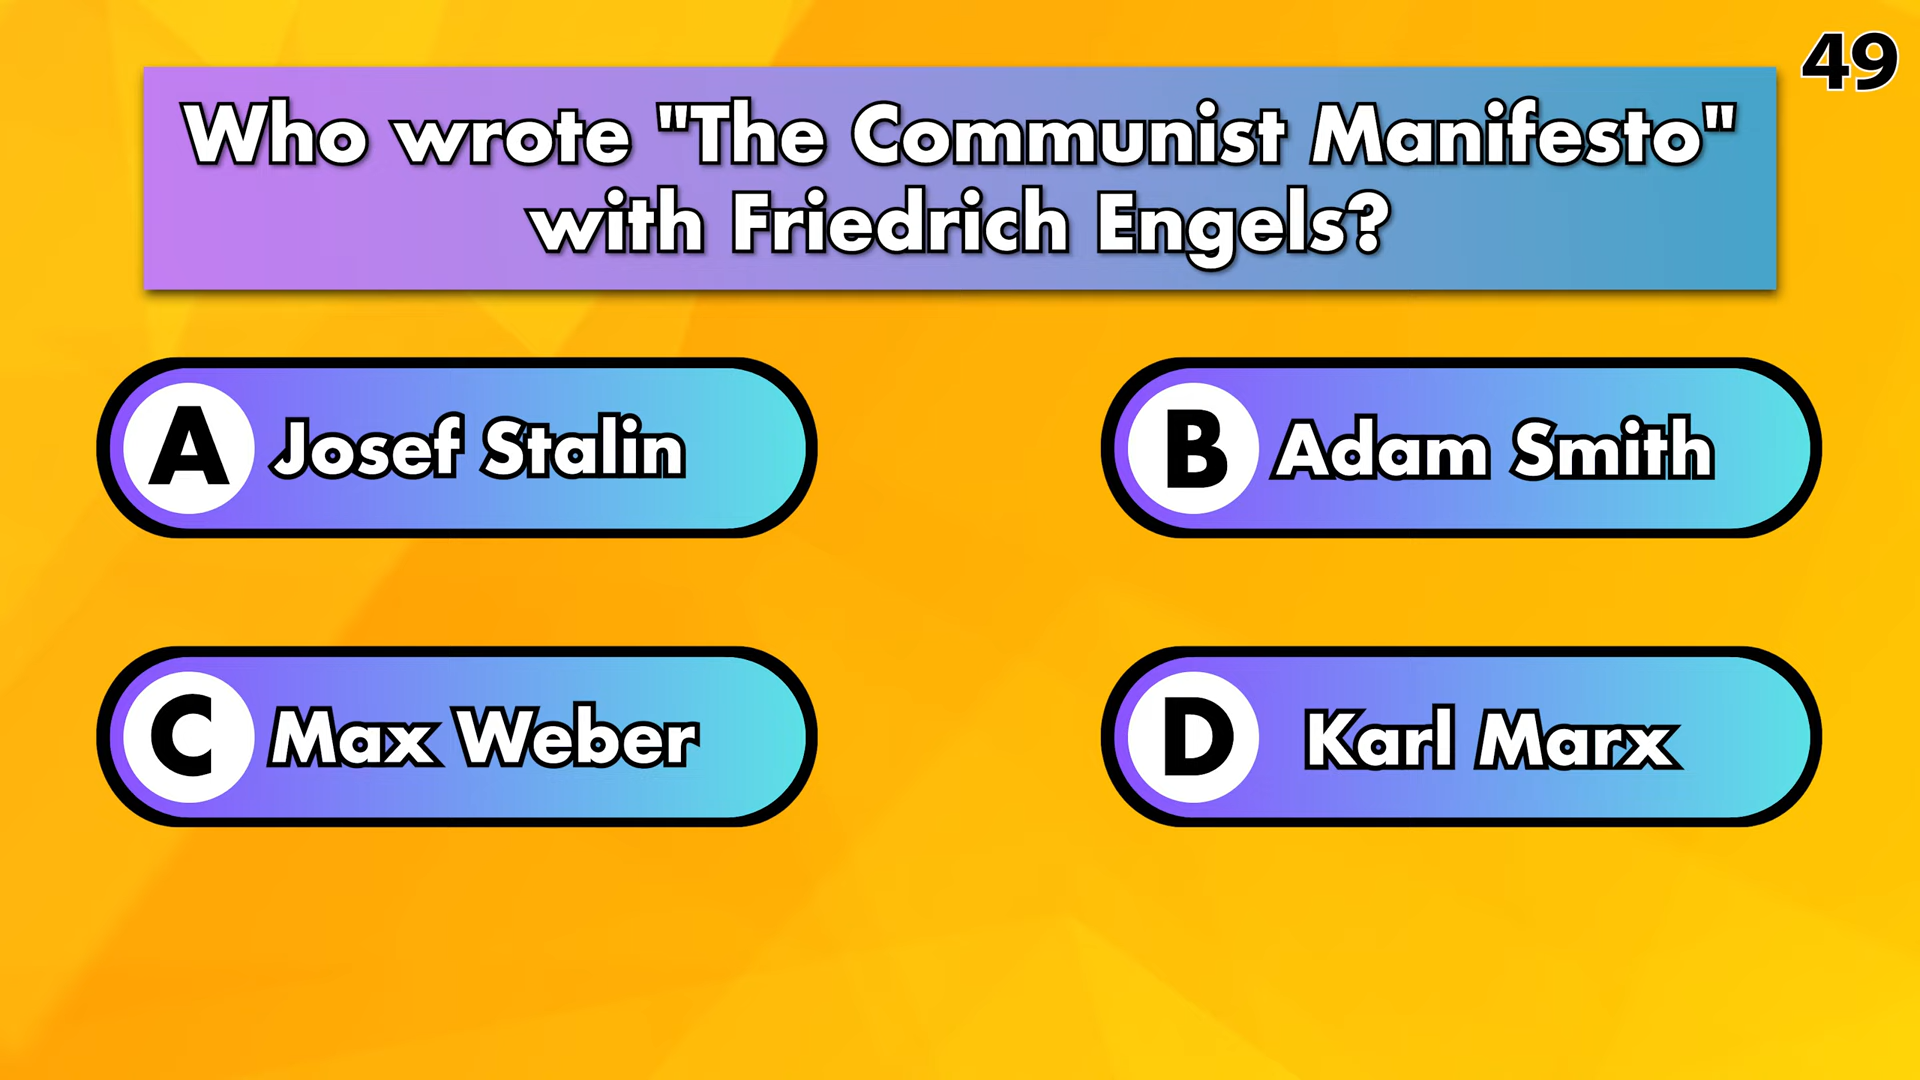 49
Who wrote "The Communist Manifesto"
with Friedrich Engels?
A Josef Stalin
B Adam Smith
C Max Weber
D Karl Marx